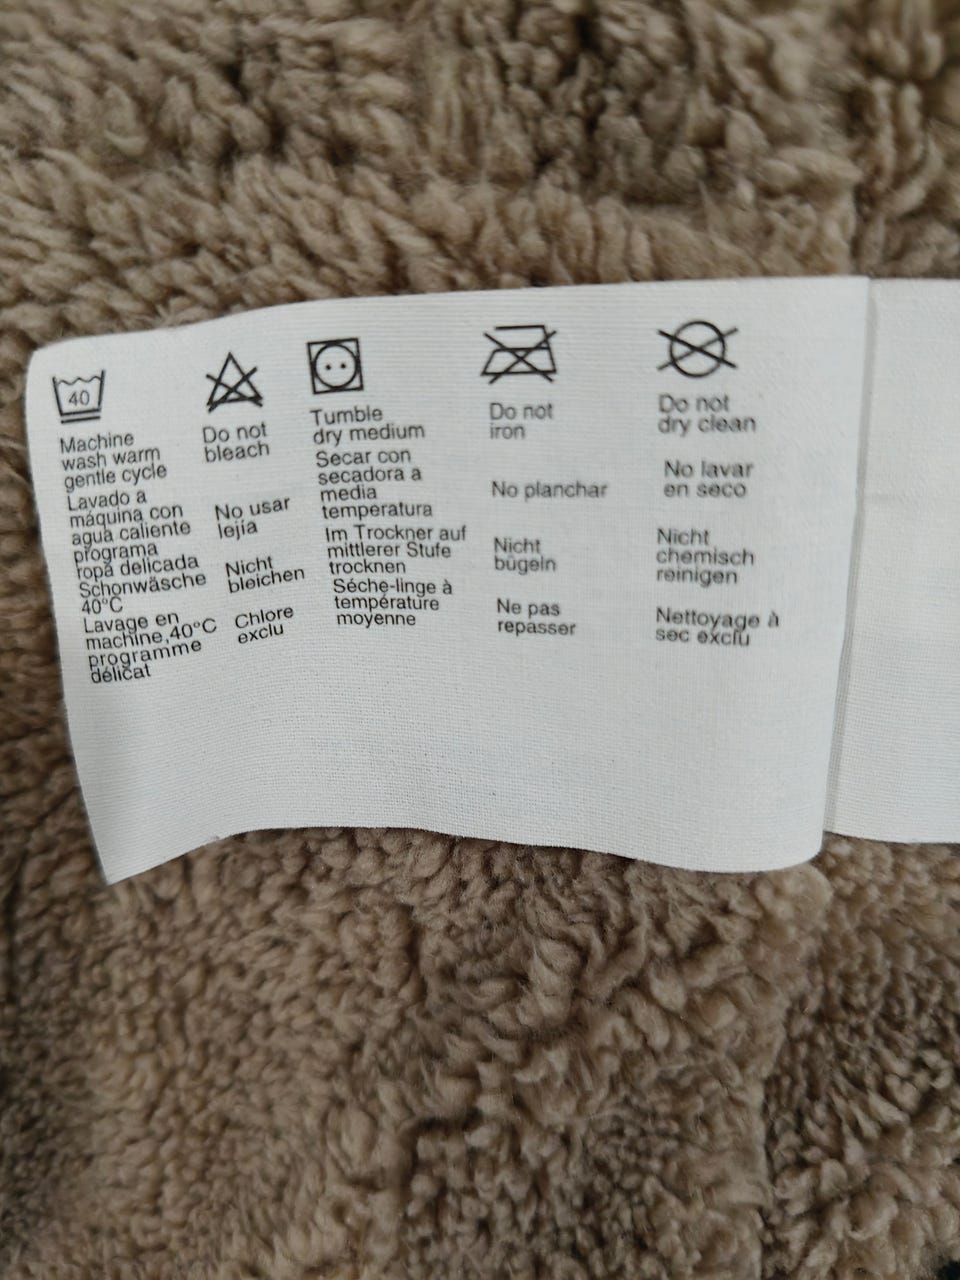 40
Machine
wash warm
gentle cycle
Lavado a
máquina con
agua caliente
programa
ropa delicada
Schonwäsche
40°C
Lavage en
machine,40°C
programme
délicat
Do not
bleach
No usar
lejía
Nicht
bleichen
Chlore
exclu
Tumble
dry medium
Secar con
secadora a
media
temperatura
Im Trockner auf
mittlerer Stufe
trocknen
Séche-linge à
température
moyenne
Do not
iron
No planchar
Nicht
bügeln
Ne pas
repasser
Do not
dry clean
No lavar
en seco
Nicht
chemisch
reinigen
Nettoyage à
sec exclu